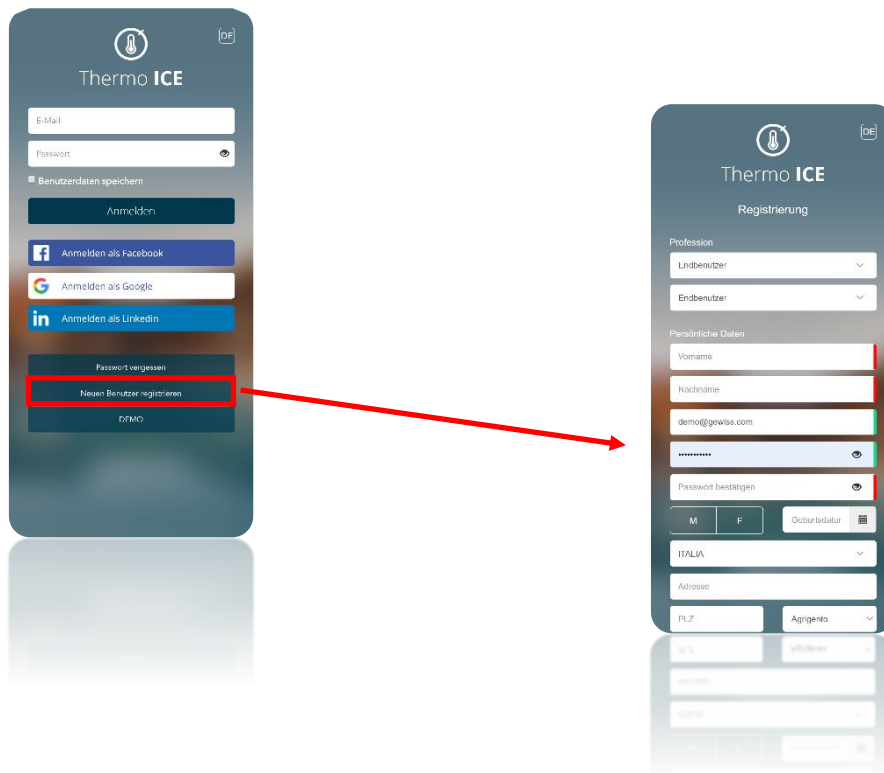 DE
Thermo ICE
E-Mail
Passwort
Benutzerdaten speichern
Anmelden
Anmelden als Facebook
Anmelden als Google
Anmelden als Linkedin
Passwort vergessen
Neuen Benutzer registrieren
DEMO
DE
Thermo ICE
Registrierung
Profession
Endbenutzer
Endbenutzer
Persönliche Daten
Vorname
Nachname
demo@gewiss.com
Passwort bestätigen
M F Geburtsdatur
ITALIA
Adresse
PLZ Agrigento